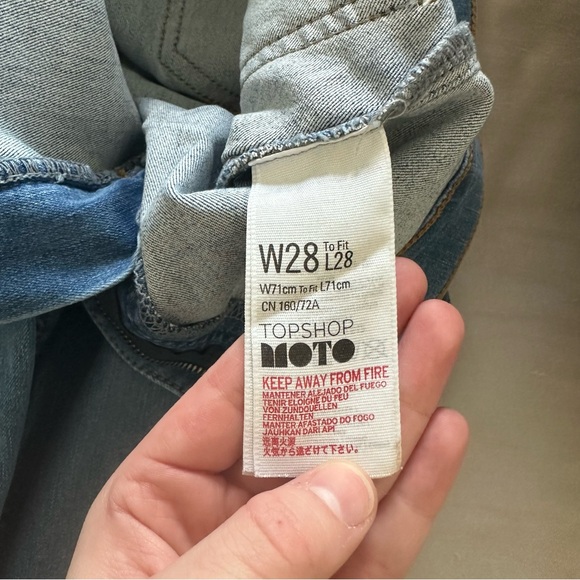 W28 To Fit L28
W71cm To Fit L71cm
CN 160/72A
TOPSHOP
MOTO
KEEP AWAY FROM FIRE
MANTENER ALEJADO DEL FUEGO
TENIR ELOIGNE DU FEU
VON ZUNDQUELLEN
FERNHALTEN
MANTER AFASTADO DO FOGO
JAUHKAN DARI API
远离火源
火気から遠ざけて下さい。